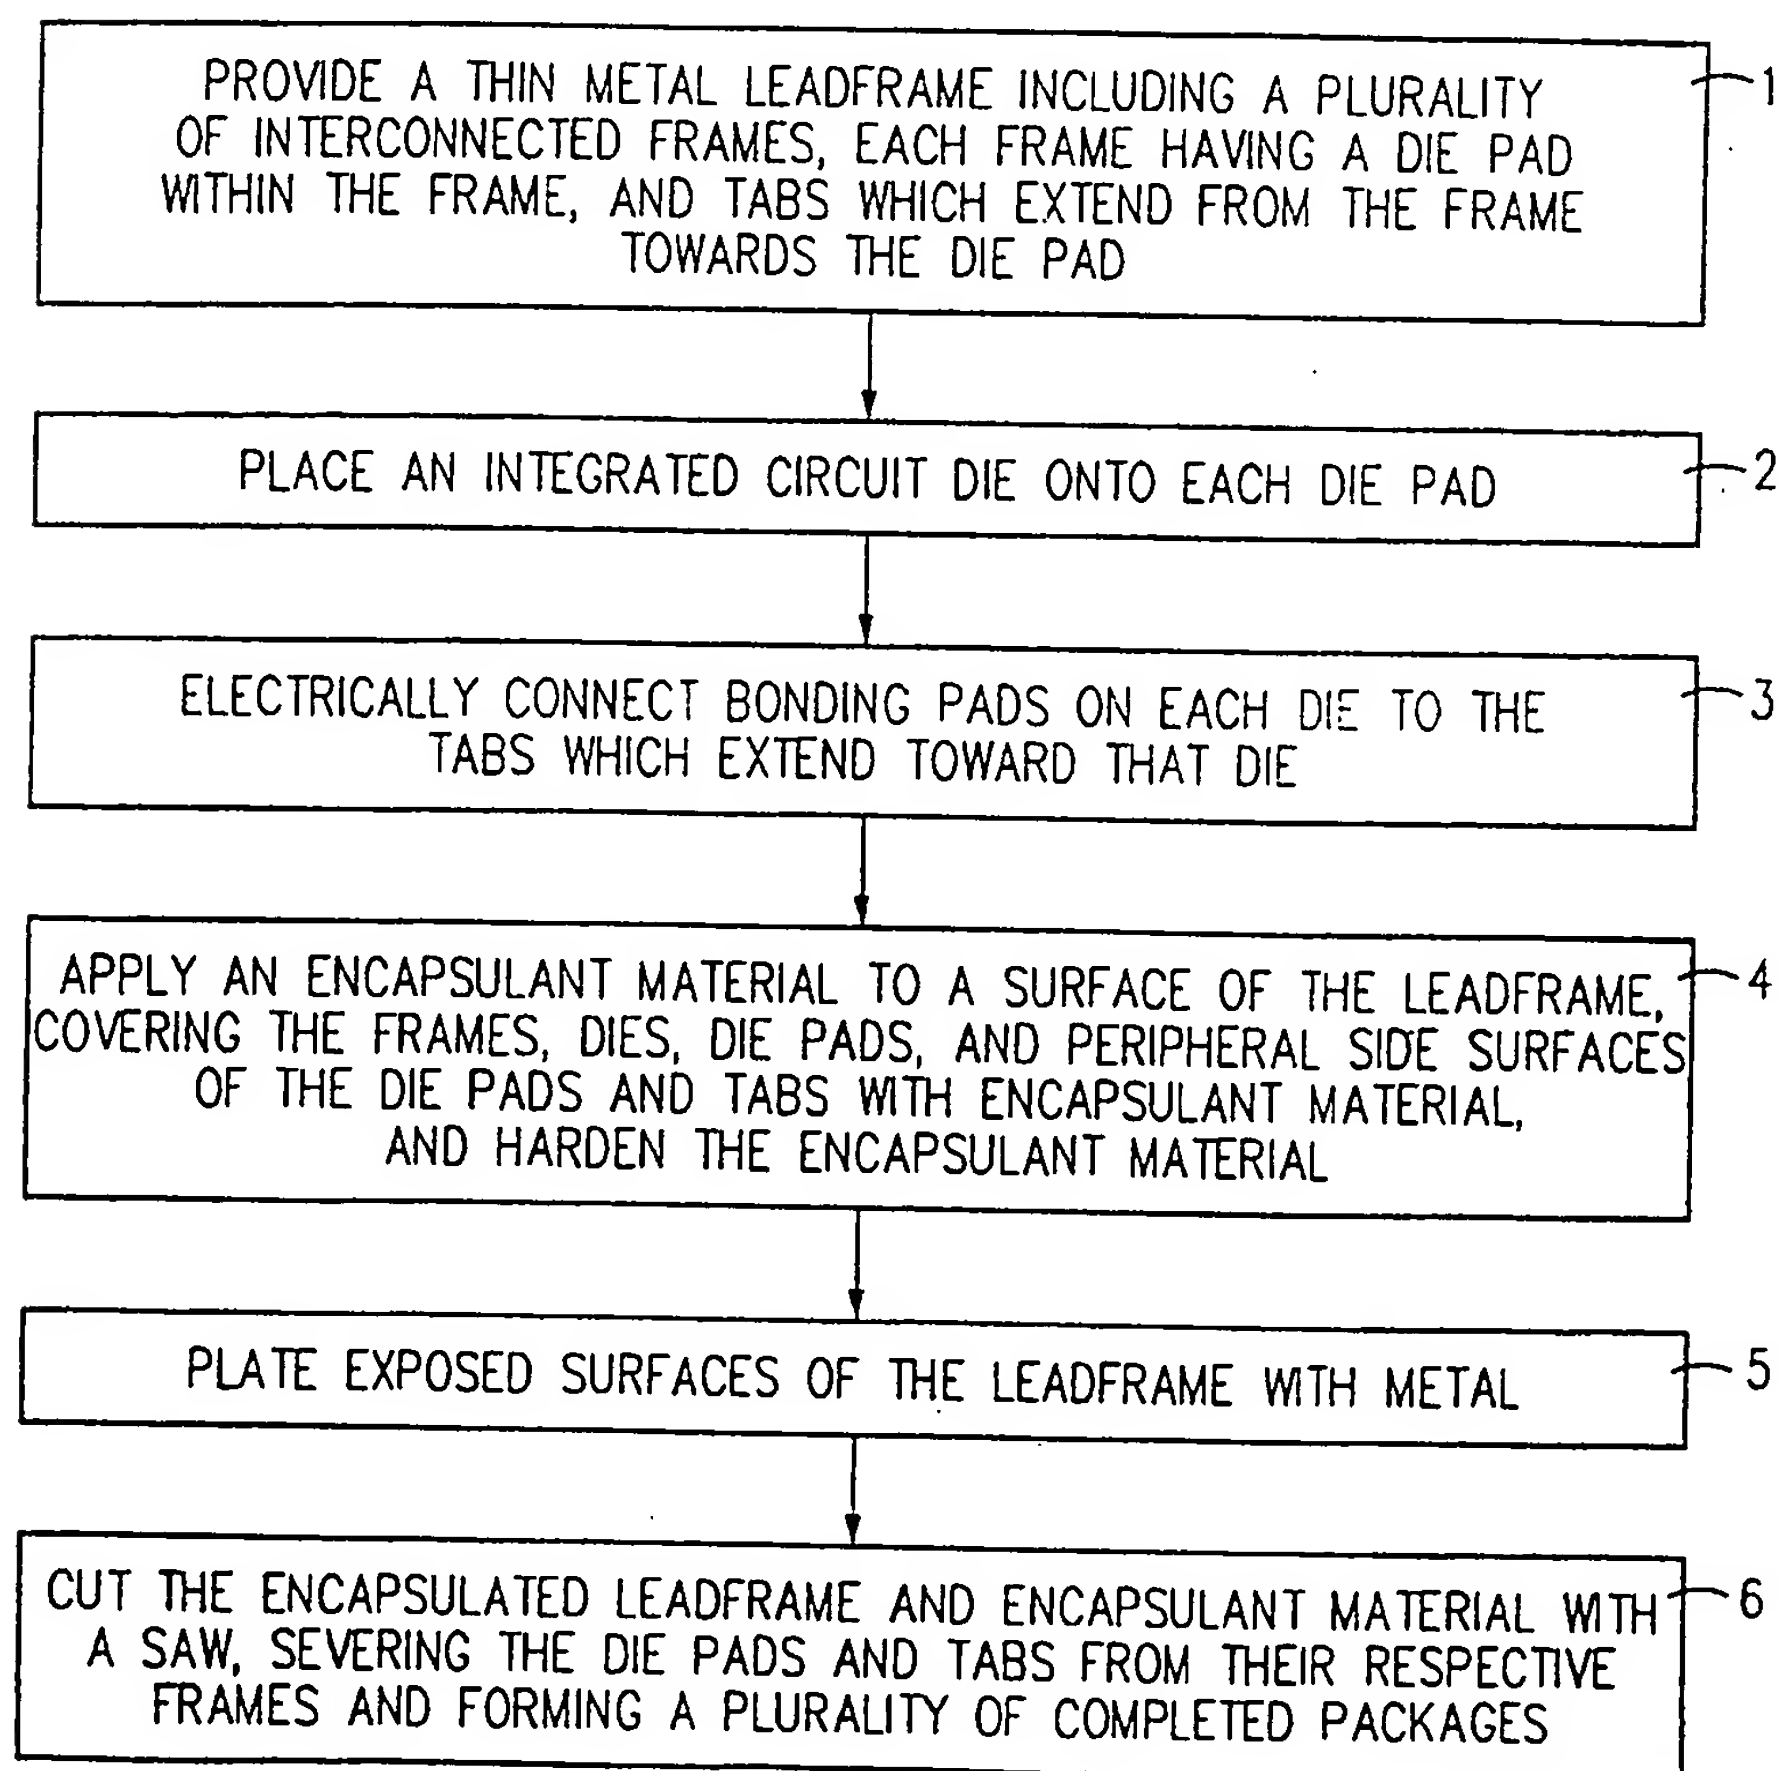 PROVIDE A THIN METAL LEADFRAME INCLUDING A PLURALITY
OF INTERCONNECTED FRAMES, EACH FRAME HAVING A DIE PAD
WITHIN THE FRAME, AND TABS WHICH EXTEND FROM THE FRAME
TOWARDS THE DIE PAD
1
PLACE AN INTEGRATED CIRCUIT DIE ONTO EACH DIE PAD
2
ELECTRICALLY CONNECT BONDING PADS ON EACH DIE TO THE
TABS WHICH EXTEND TOWARD THAT DIE
3
APPLY AN ENCAPSULANT MATERIAL TO A SURFACE OF THE LEADFRAME,
COVERING THE FRAMES, DIES, DIE PADS, AND PERIPHERAL SIDE SURFACES
OF THE DIE PADS AND TABS WITH ENCAPSULANT MATERIAL,
AND HARDEN THE ENCAPSULANT MATERIAL
4
PLATE EXPOSED SURFACES OF THE LEADFRAME WITH METAL
5
CUT THE ENCAPSULATED LEADFRAME AND ENCAPSULANT MATERIAL WITH
A SAW, SEVERING THE DIE PADS AND TABS FROM THEIR RESPECTIVE
FRAMES AND FORMING A PLURALITY OF COMPLETED PACKAGES
6